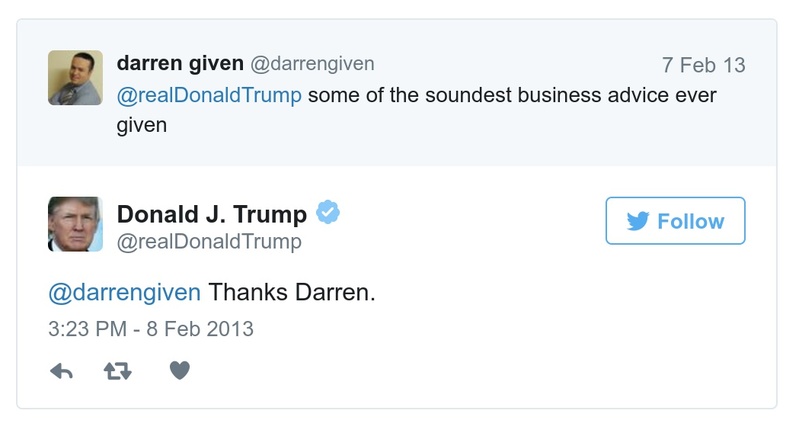 darren given @darrengiven 7 Feb 13
@realDonaldTrump some of the soundest business advice ever
given
Donald J. Trump
@realDonaldTrump
Follow
@darrengiven Thanks Darren.
3:23 PM - 8 Feb 2013